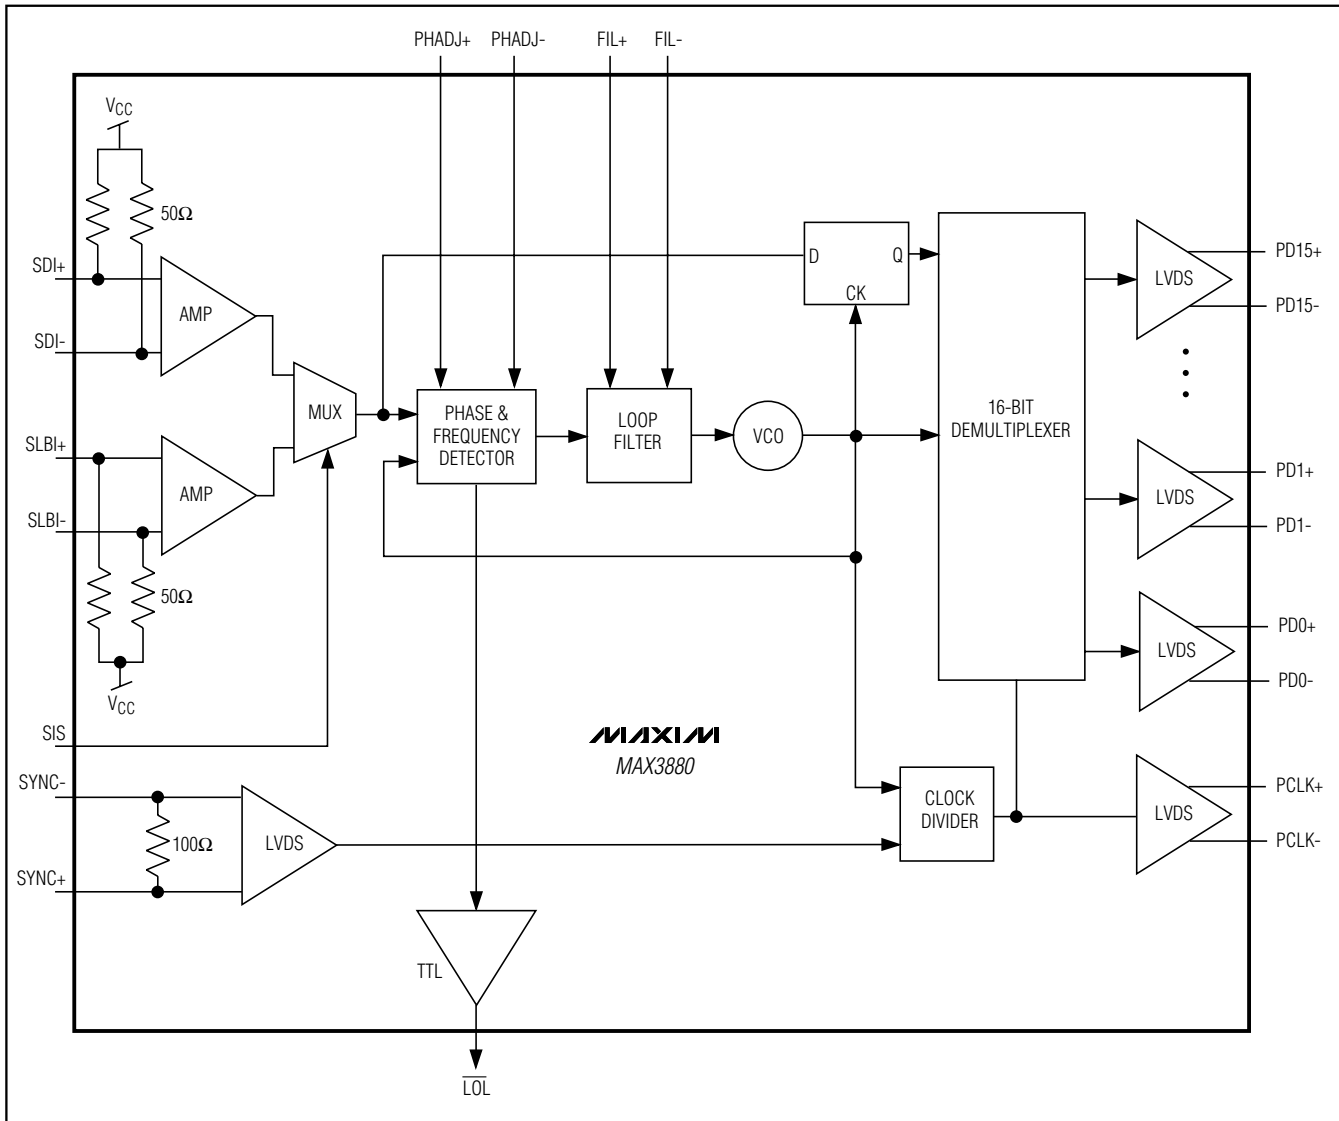 PHADJ+ PHADJ- FIL+ FIL-
VCC
50Ω
SDI+
AMP
SDI-
D Q
CK
LVDS
PD15+
PD15-
MUX
PHASE &
FREQUENCY
DETECTOR
LOOP
FILTER
VCO
16-BIT
DEMULTIPLEXER
SLBI+
AMP
SLBI-
50Ω
VCC
LVDS
PD1+
PD1-
LVDS
PD0+
PD0-
SIS
MAXIM
MAX3880
SYNC-
100Ω
LVDS
SYNC+
CLOCK
DIVIDER
LVDS
PCLK+
PCLK-
TTL
LOL